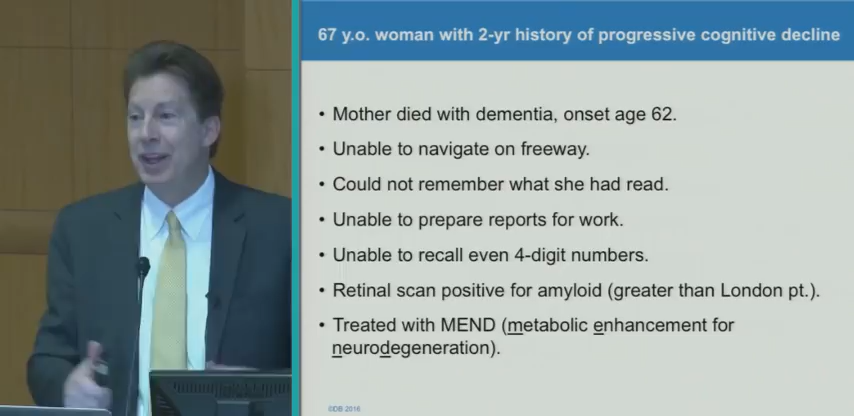 67 y.o. woman with 2-yr history of progressive cognitive decline
• Mother died with dementia, onset age 62.
• Unable to navigate on freeway.
• Could not remember what she had read.
• Unable to prepare reports for work.
• Unable to recall even 4-digit numbers.
• Retinal scan positive for amyloid (greater than London pt.).
• Treated with MEND (metabolic enhancement for
neurodegeneration).
©DB 2016